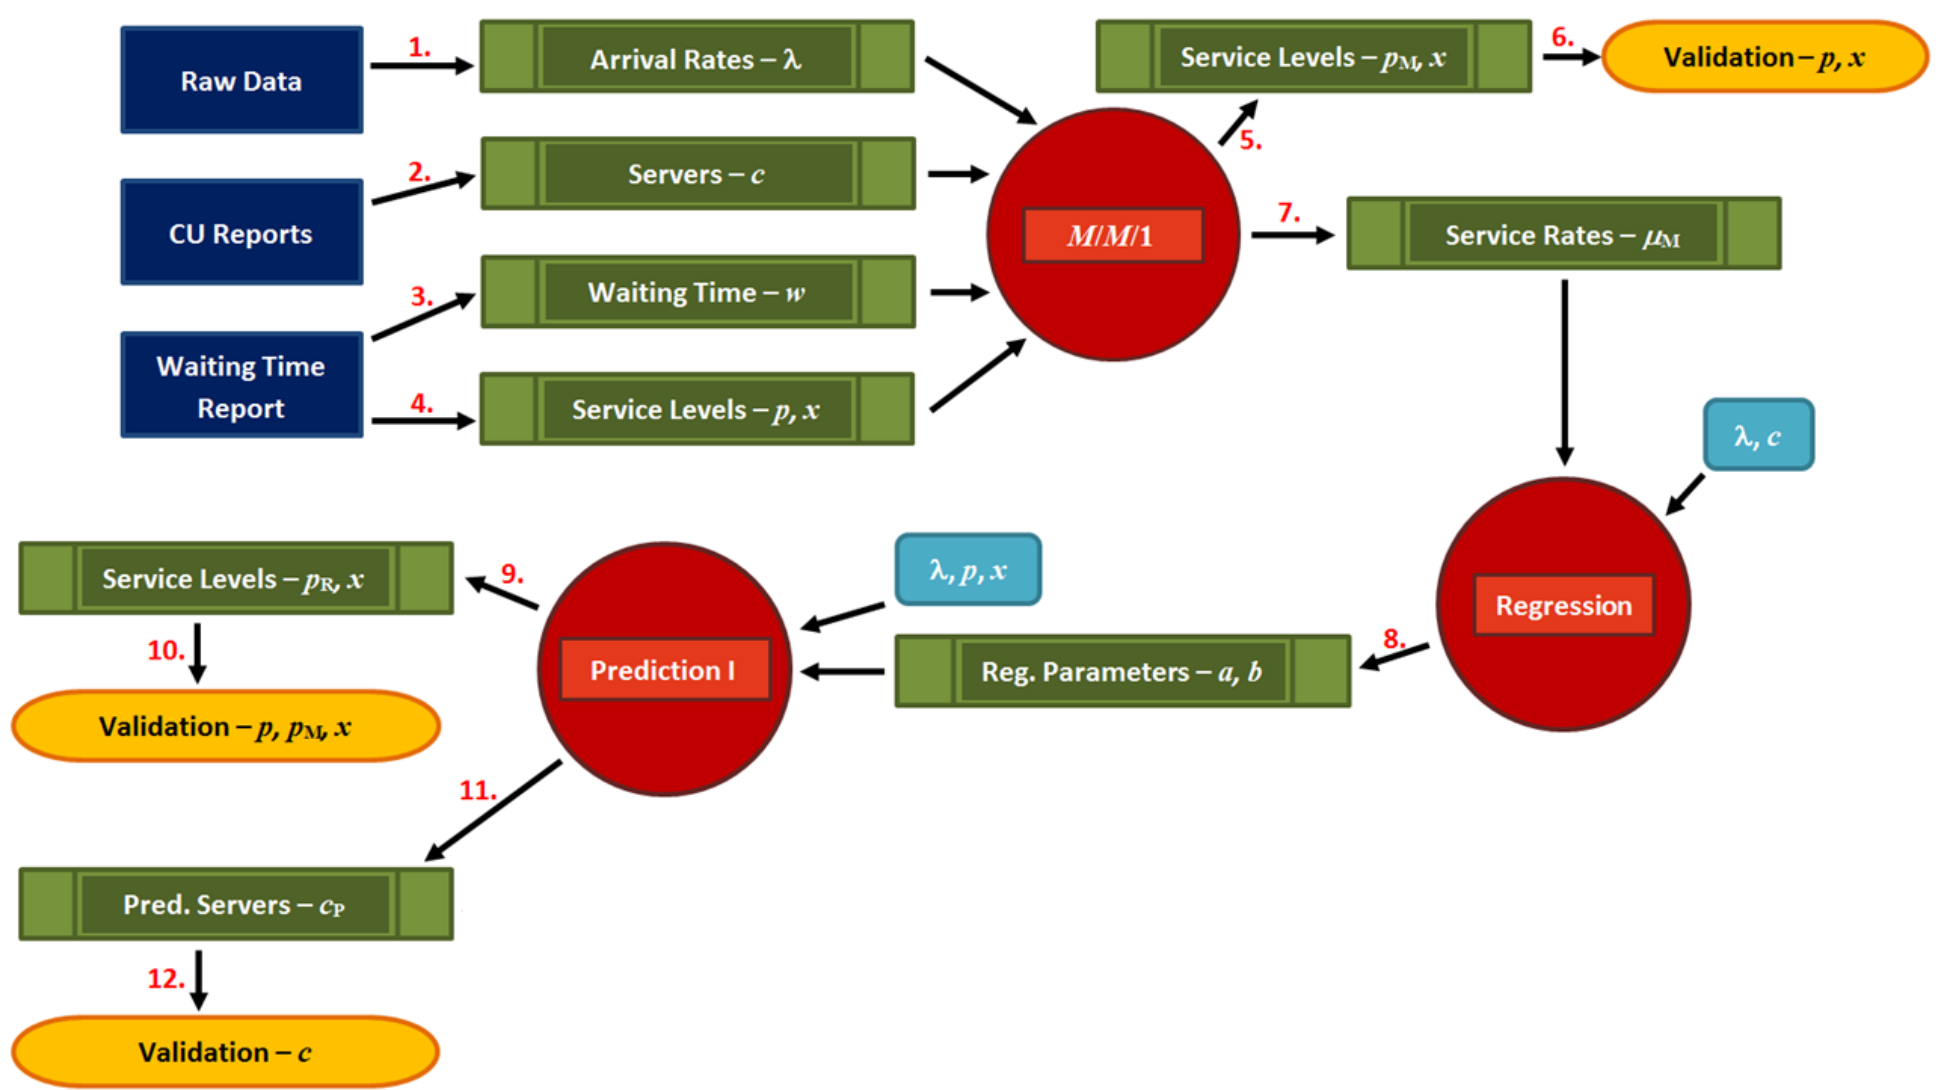 Raw Data
1.
Arrival Rates – λ
Service Levels – pM, x
6.
Validation – p, x
CU Reports
2.
Servers – c
5.
M/M/1
7.
Service Rates – μM
Waiting Time
Report
3.
Waiting Time – w
4.
Service Levels – p, x
λ, c
Regression
8.
Reg. Parameters – a, b
λ, p, x
Prediction I
9.
Service Levels – pR, x
10.
Validation – p, pM, x
11.
Pred. Servers – cP
12.
Validation – c